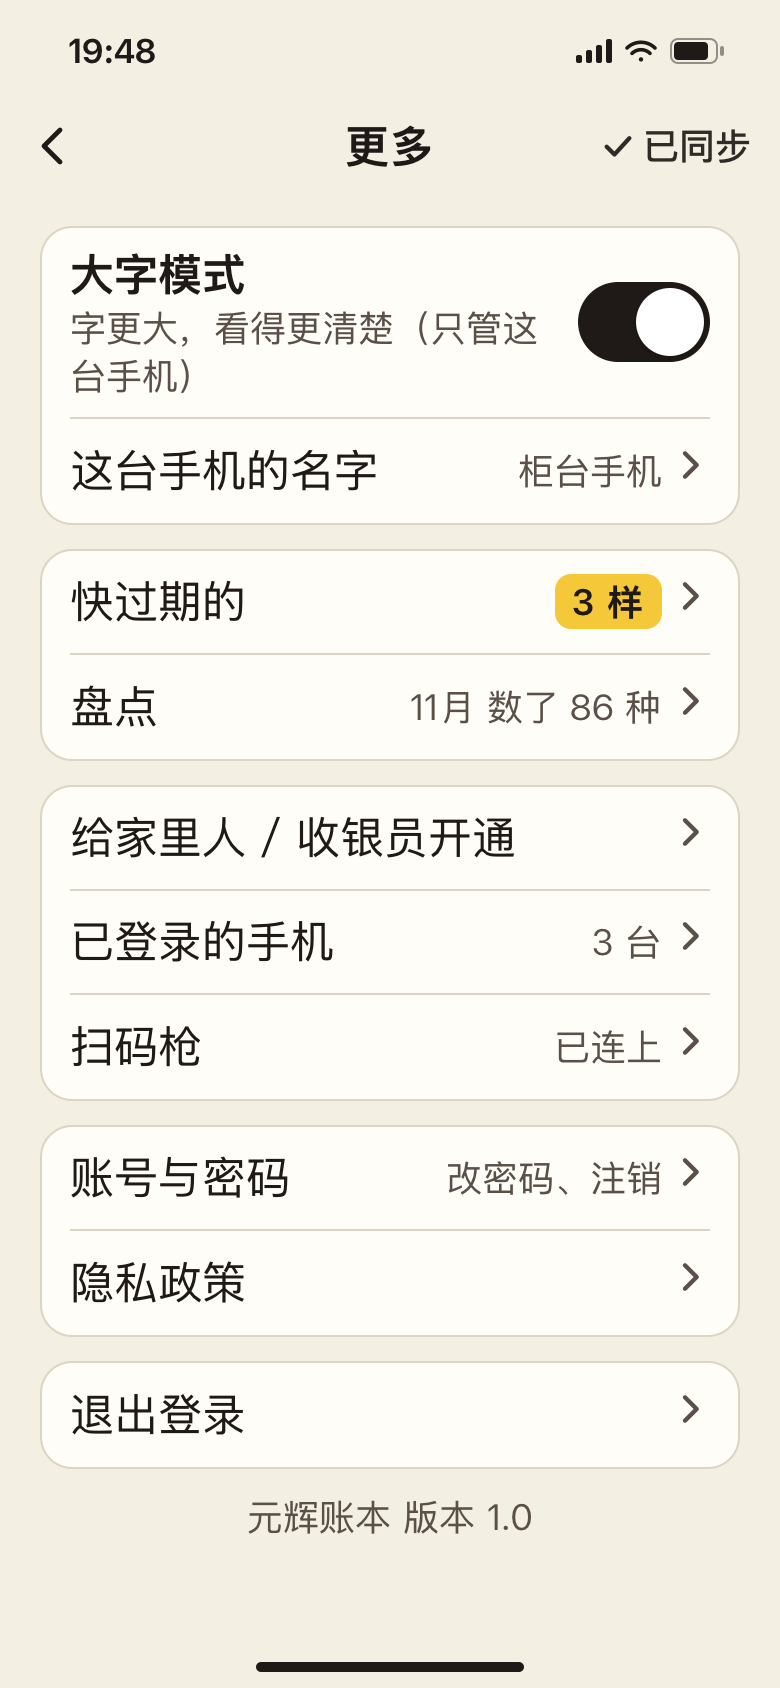 19:48
更多
已同步
大字模式
字更大，看得更清楚（只管这
台手机）
这台手机的名字
柜台手机
快过期的
3 样
盘点
11月 数了 86 种
给家里人 / 收银员开通
已登录的手机
3 台
扫码枪
已连上
账号与密码
改密码、注销
隐私政策
退出登录
元辉账本 版本 1.0